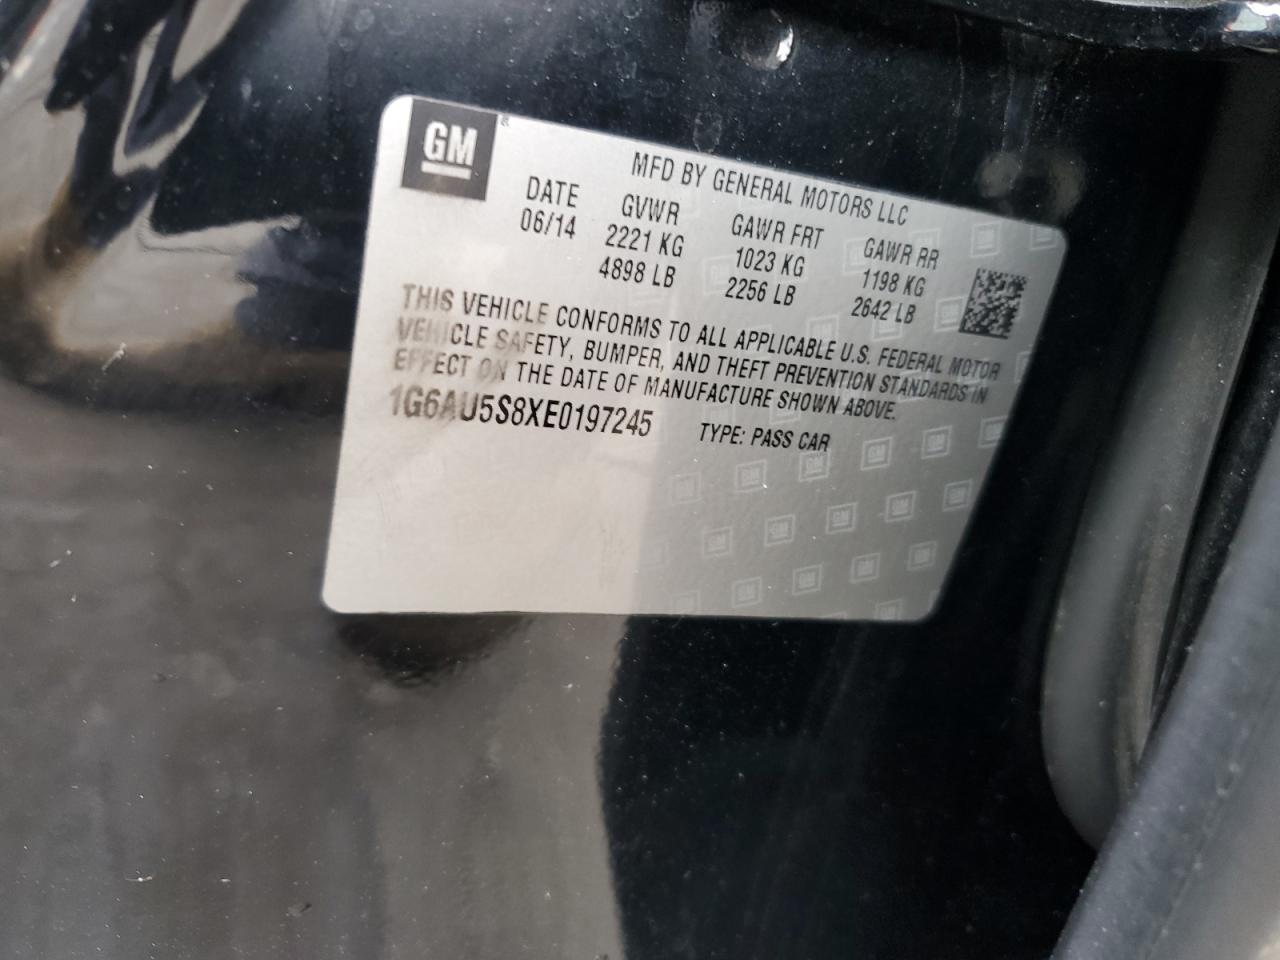 GM
MFD BY GENERAL MOTORS LLC
DATE GVWR GAWR FRT GAWR RR
06/14 2221 KG 1023 KG 1198 KG
4898 LB 2256 LB 2642 LB
THIS VEHICLE CONFORMS TO ALL APPLICABLE U.S. FEDERAL MOTOR
VEHICLE SAFETY, BUMPER, AND THEFT PREVENTION STANDARDS IN
EFFECT ON THE DATE OF MANUFACTURE SHOWN ABOVE.
1G6AU5S8XE0197245 TYPE: PASS CAR